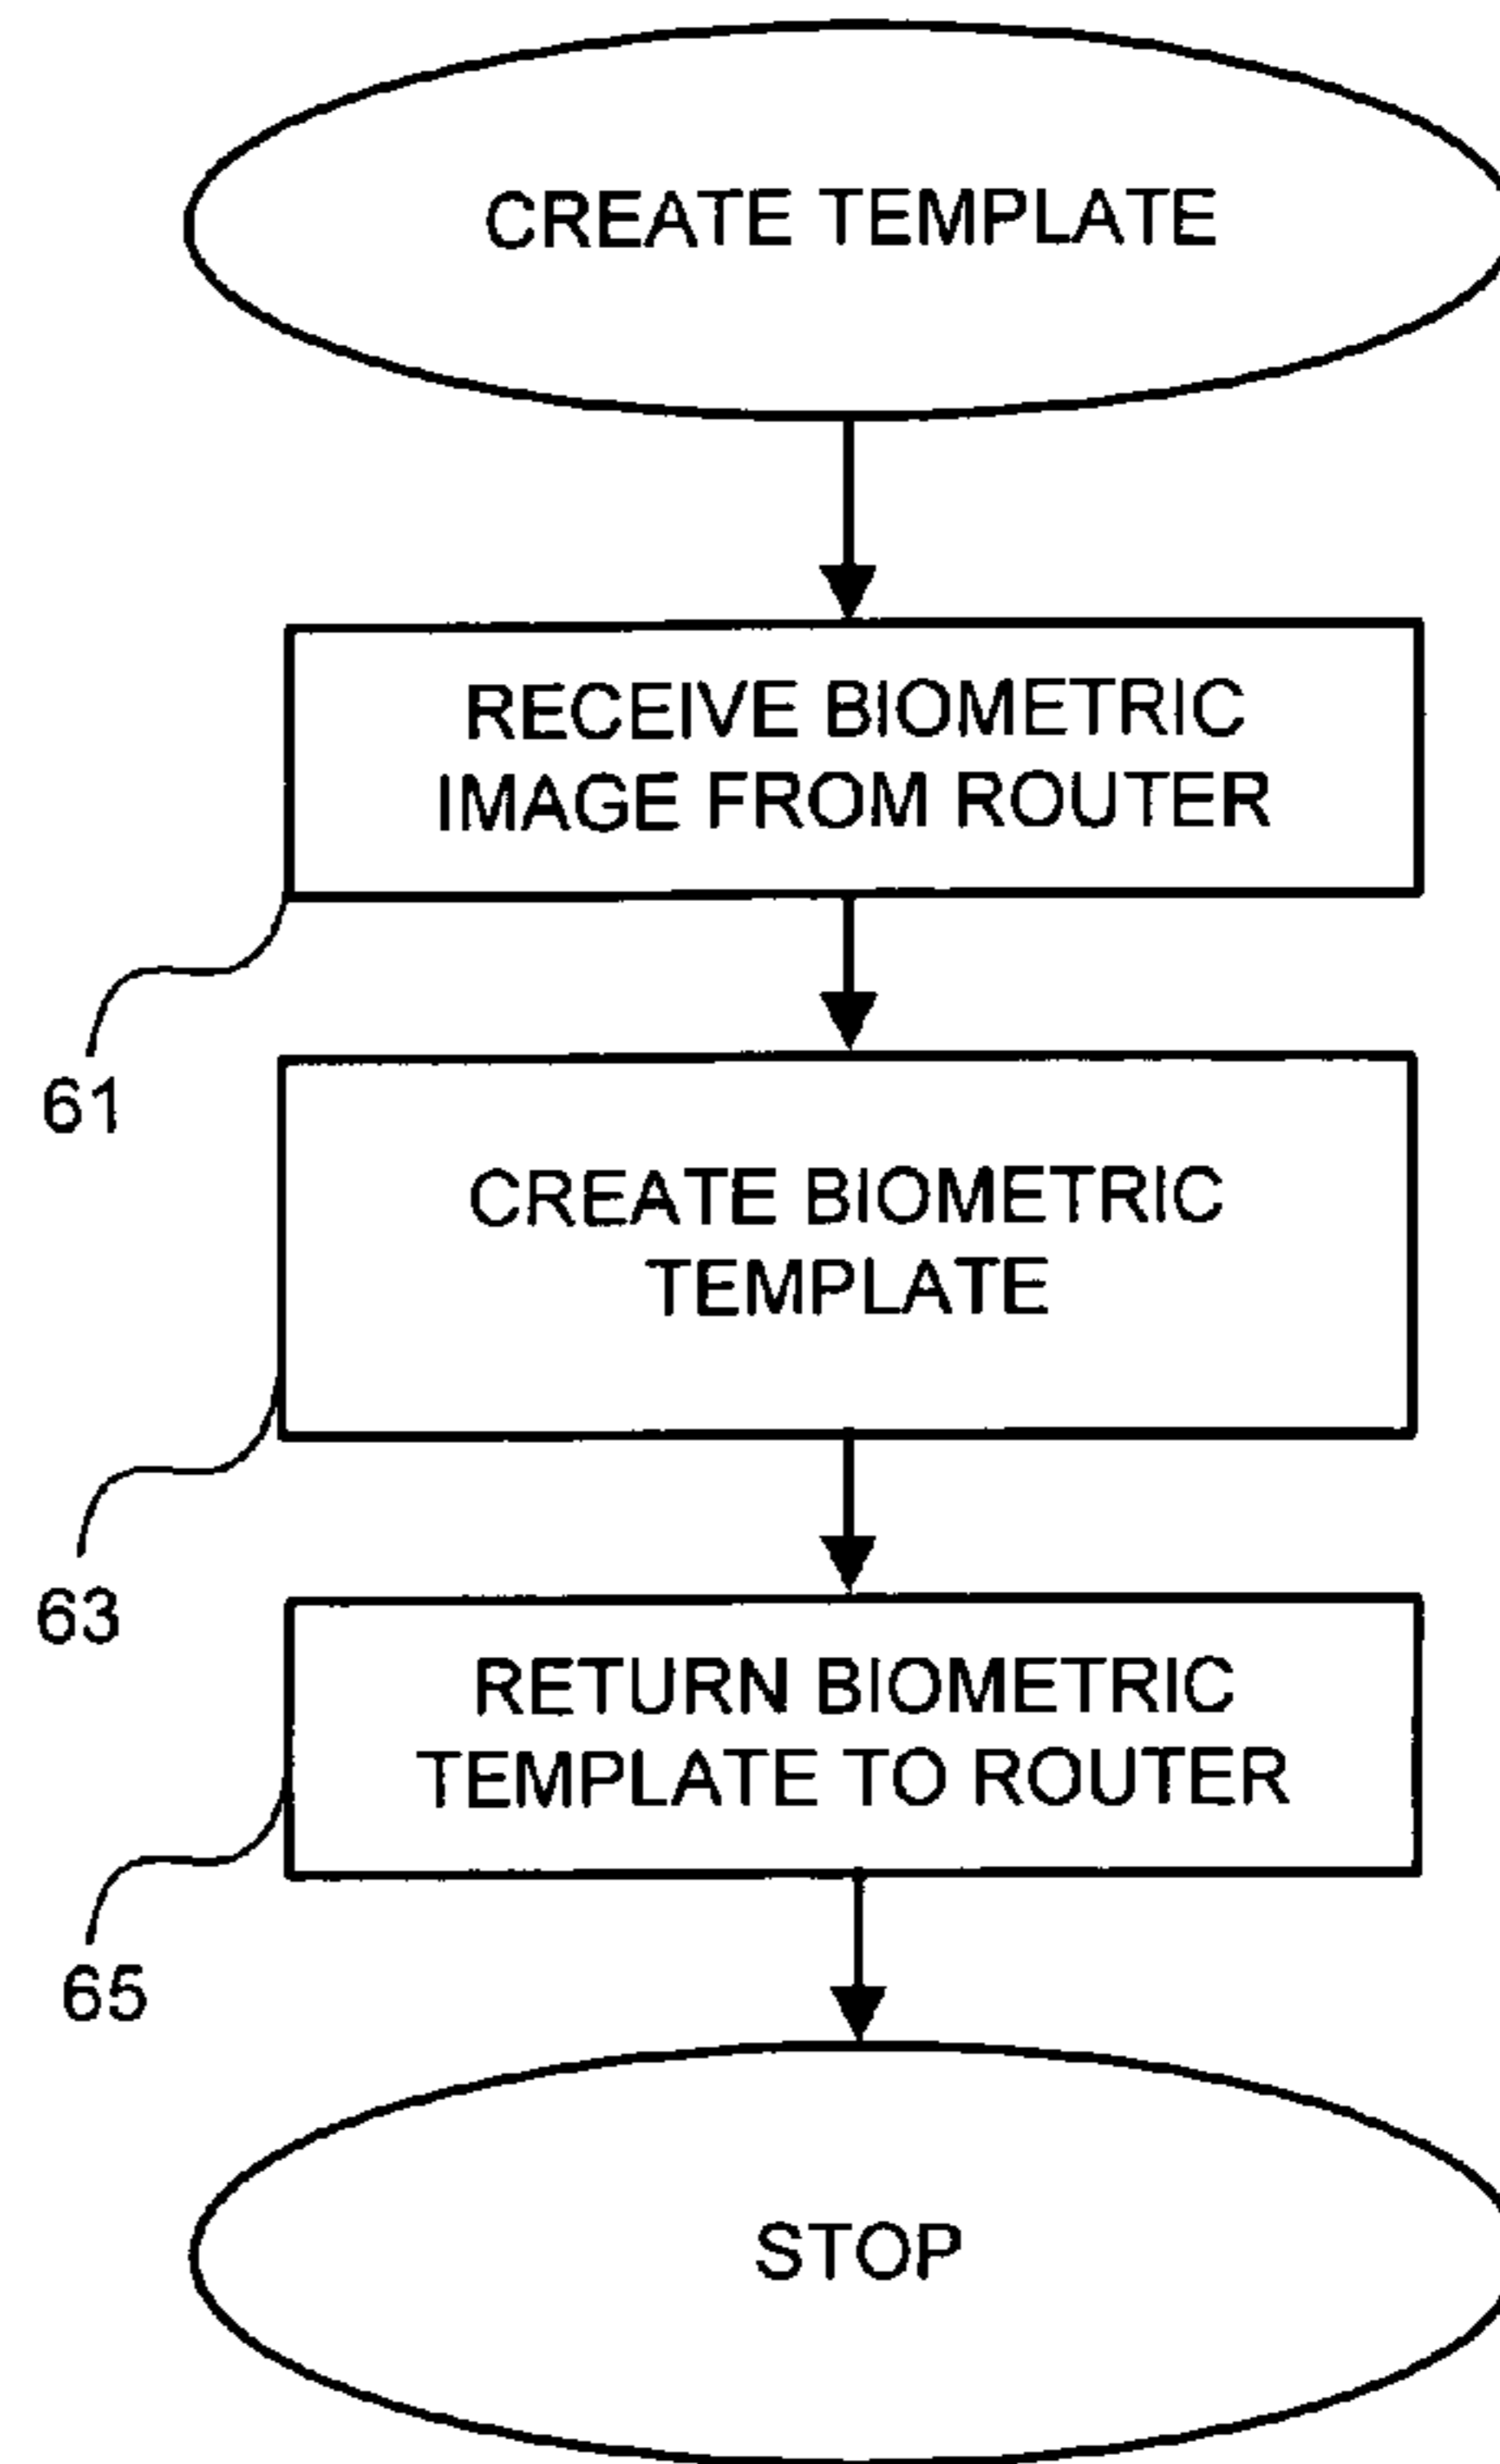 CREATE TEMPLATE
RECEIVE BIOMETRIC
IMAGE FROM ROUTER
61
CREATE BIOMETRIC
TEMPLATE
63
RETURN BIOMETRIC
TEMPLATE TO ROUTER
65
STOP